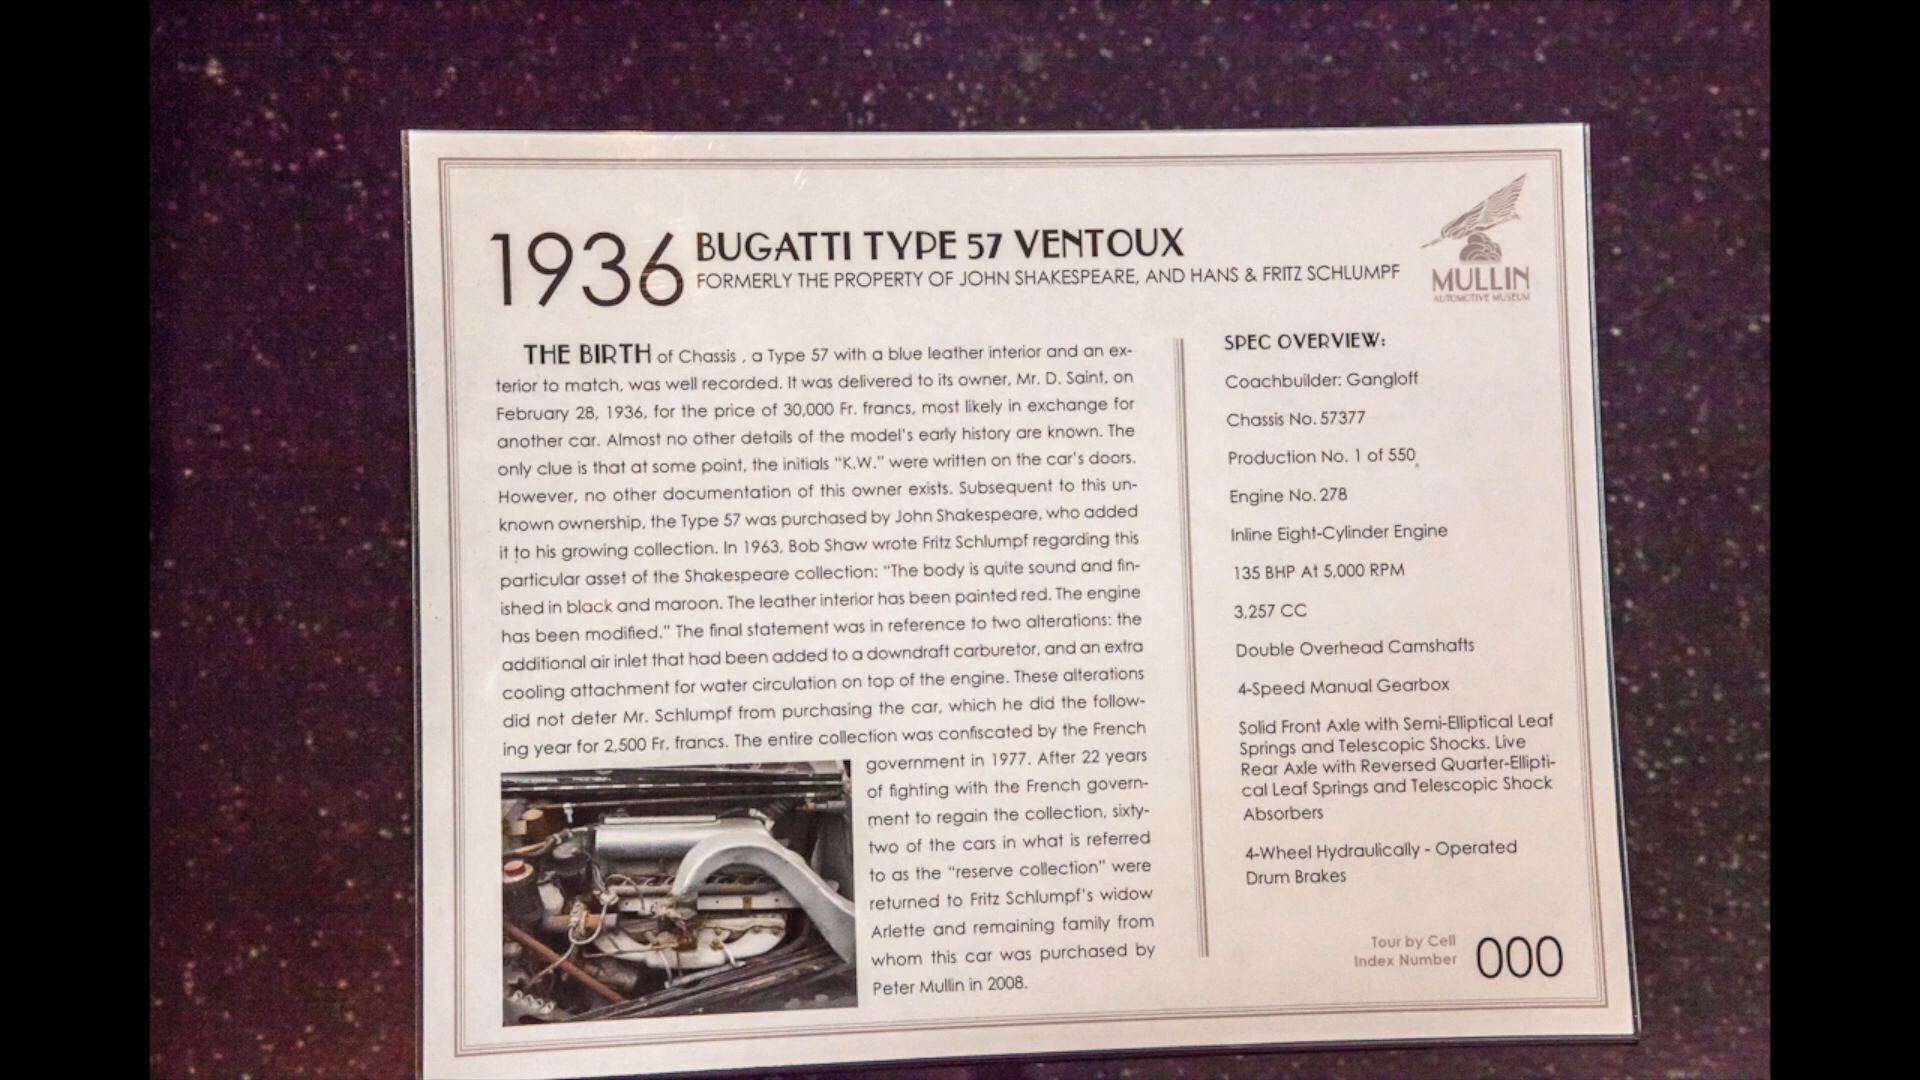 1936 BUGATTI TYPE 57 VENTOUX
FORMERLY THE PROPERTY OF JOHN SHAKESPEARE, AND HANS & FRITZ SCHLUMPF
MULLIN
AUTOMOTIVE MUSEUM
THE BIRTH of Chassis , a Type 57 with a blue leather interior and an ex-
terior to match, was well recorded. It was delivered to its owner, Mr. D. Saint, on
February 28, 1936, for the price of 30,000 Fr. francs, most likely in exchange for
another car. Almost no other details of the model's early history are known. The
only clue is that at some point, the initials "K.W." were written on the car's doors.
However, no other documentation of this owner exists. Subsequent to this un-
known ownership, the Type 57 was purchased by John Shakespeare, who added
it to his growing collection. In 1963, Bob Shaw wrote Fritz Schlumpf regarding this
particular asset of the Shakespeare collection: "The body is quite sound and fin-
ished in black and maroon. The leather interior has been painted red. The engine
has been modified." The final statement was in reference to two alterations: the
additional air inlet that had been added to a downdraft carburetor, and an extra
cooling attachment for water circulation on top of the engine. These alterations
did not deter Mr. Schlumpf from purchasing the car, which he did the follow-
ing year for 2,500 Fr. francs. The entire collection was confiscated by the French
government in 1977. After 22 years
of fighting with the French govern-
ment to regain the collection, sixty-
two of the cars in what is referred
to as the "reserve collection" were
returned to Fritz Schlumpf's widow
Arlette and remaining family from
whom this car was purchased by
Peter Mullin in 2008.
SPEC OVERVIEW:
Coachbuilder: Gangloff
Chassis No. 57377
Production No. 1 of 550
Engine No. 278
Inline Eight-Cylinder Engine
135 BHP At 5,000 RPM
3,257 CC
Double Overhead Camshafts
4-Speed Manual Gearbox
Solid Front Axle with Semi-Elliptical Leaf
Springs and Telescopic Shocks. Live
Rear Axle with Reversed Quarter-Ellipti-
cal Leaf Springs and Telescopic Shock
Absorbers
4-Wheel Hydraulically - Operated
Drum Brakes
Tour by Cell
Index Number 000